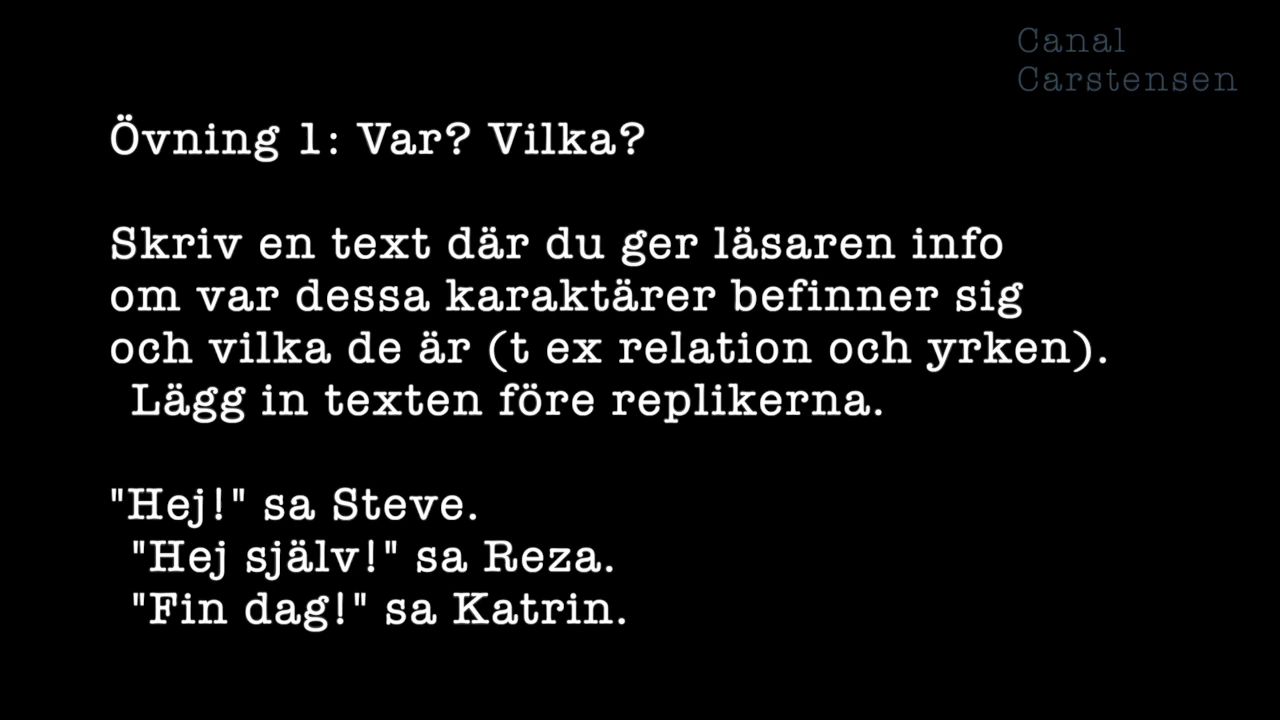 Canal
Carstensen
Övning 1: Var? Vilka?
Skriv en text där du ger läsaren info
om var dessa karaktärer befinner sig
och vilka de är (t ex relation och yrken).
Lägg in texten före replikerna.
"Hej!" sa Steve.
"Hej själv!" sa Reza.
"Fin dag!" sa Katrin.